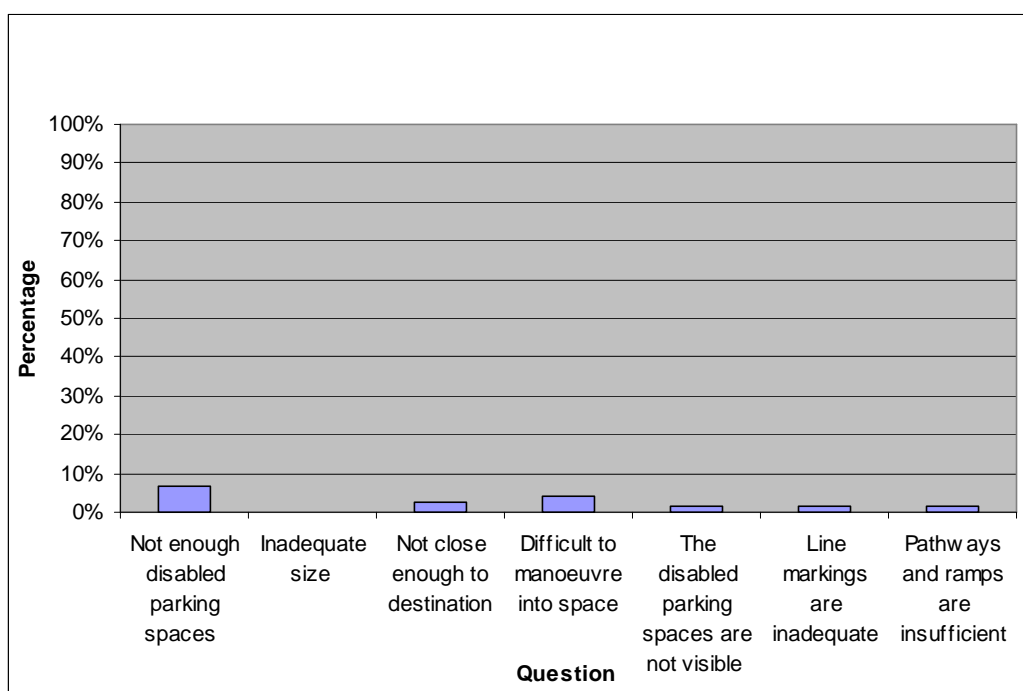 100%
90%
80%
70%
60%
50%
40%
30%
20%
10%
0%
Percentage
Not enough
disabled
parking
spaces
Inadequate
size
Not close
enough to
destination
Difficult to
manoeuvre
into space
The
disabled
parking
spaces are
not visible
Line
markings
are
inadequate
Pathways
and ramps
are
insufficient
Question